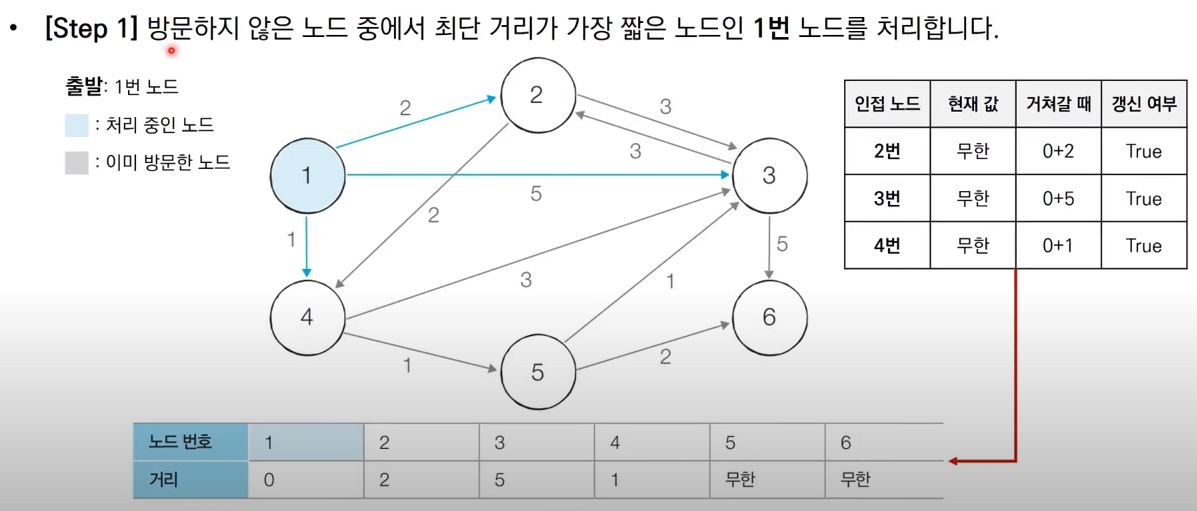 • [Step 1] 방문하지 않은 노드 중에서 최단 거리가 가장 짧은 노드인 1번 노드를 처리합니다.
출발: 1번 노드
: 처리 중인 노드
: 이미 방문한 노드
2
2
3
3
1
5
3
1
2
5
3
1
4
5
6
1
2
5
인접 노드 현재 값 거쳐갈 때 갱신 여부
2번 무한 0+2 True
3번 무한 0+5 True
4번 무한 0+1 True
노드 번호 1 2 3 4 5 6
거리 0 2 5 1 무한 무한